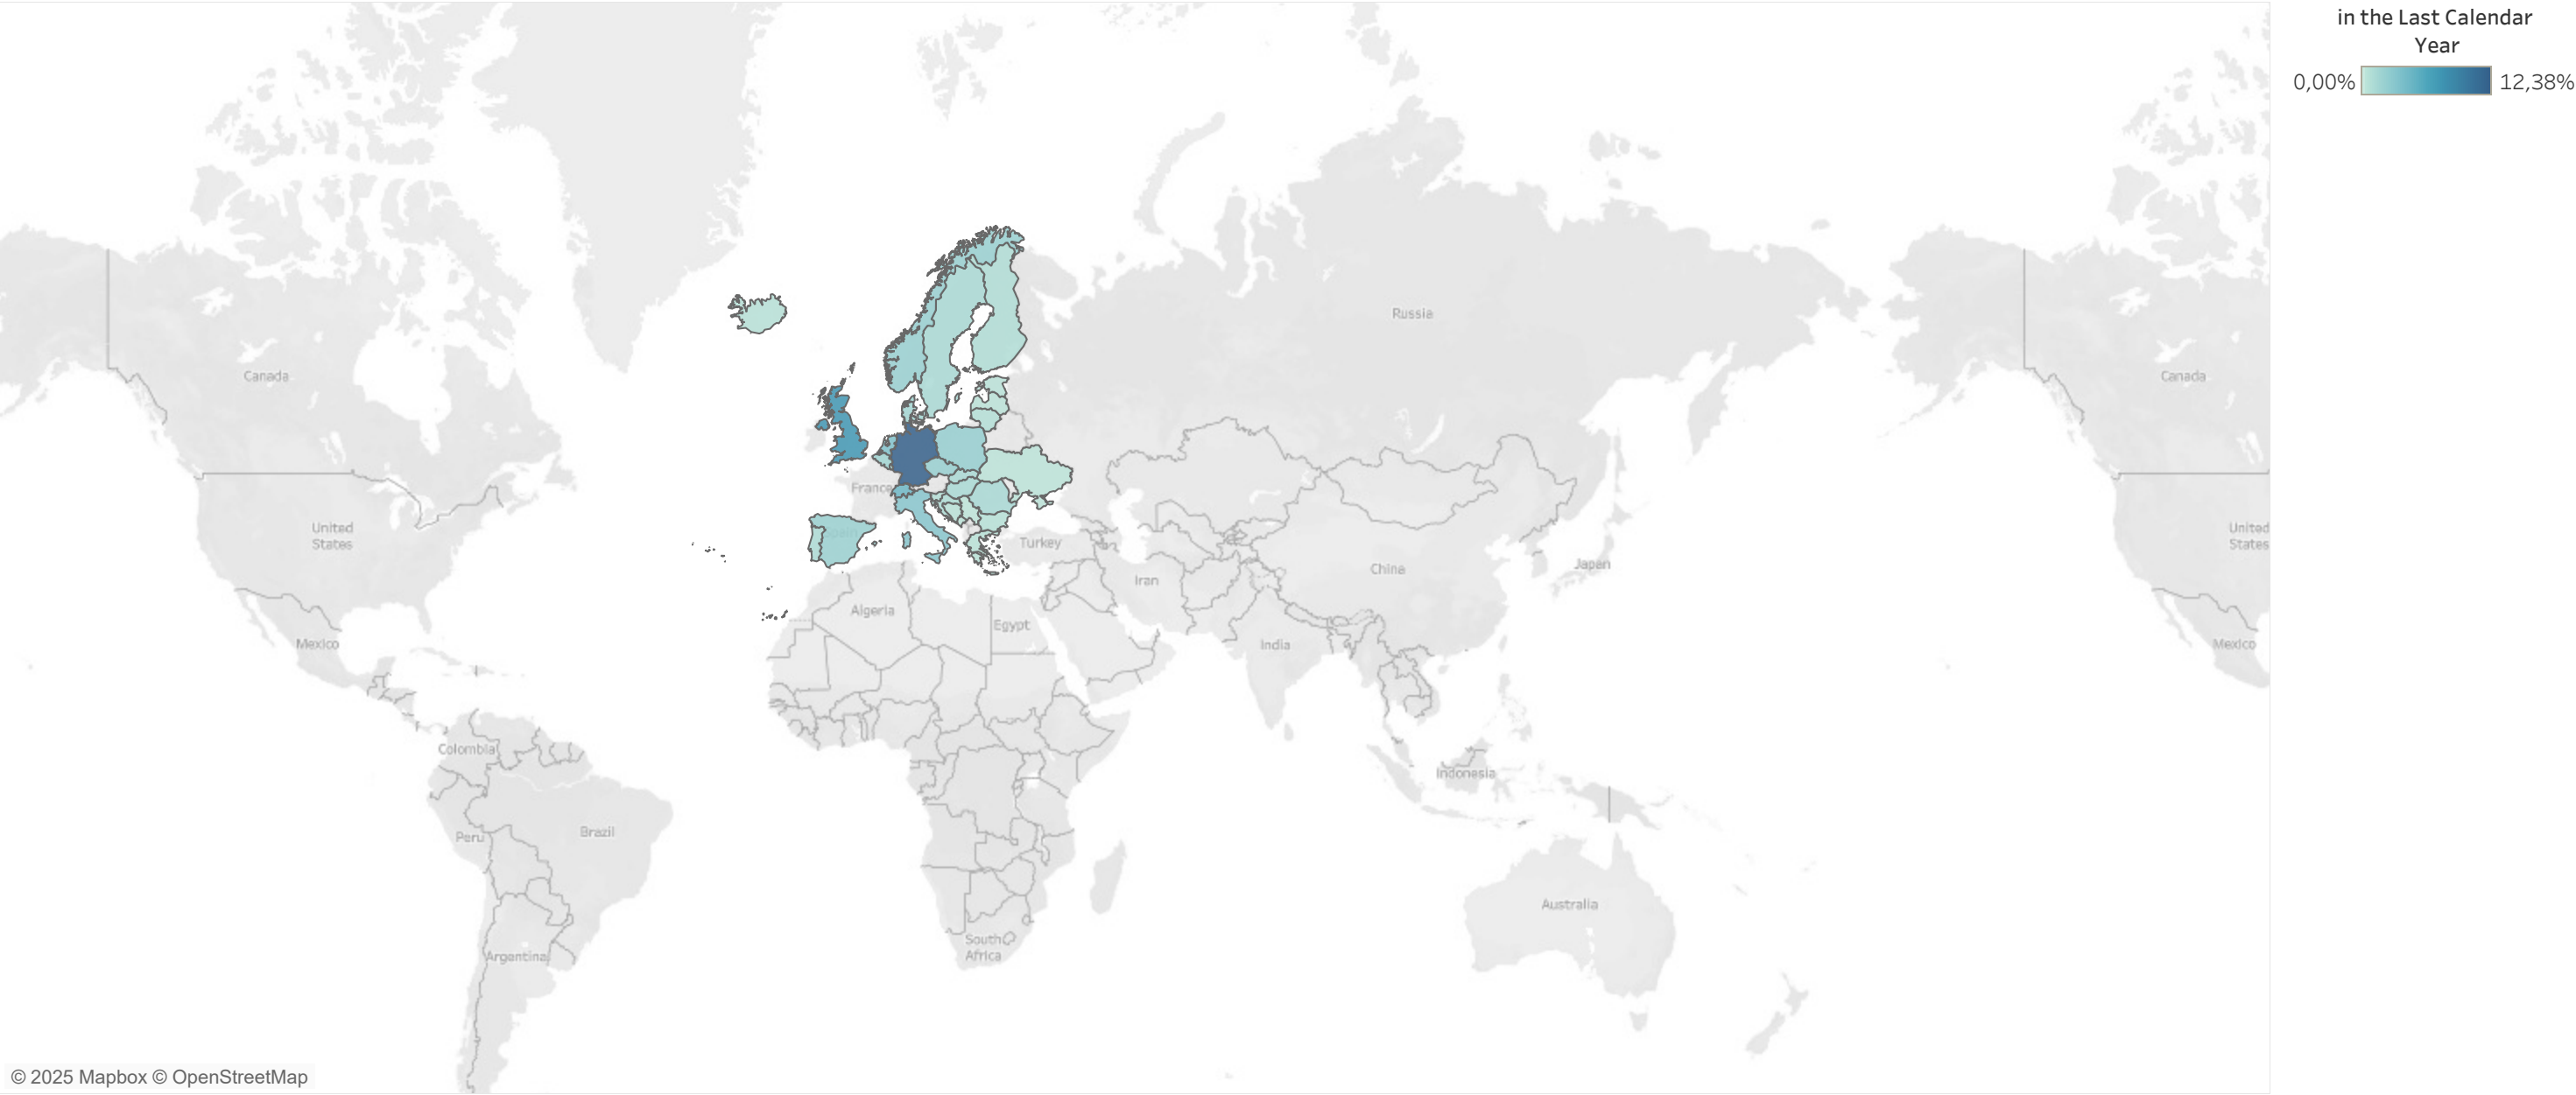 in the Last Calendar
Year
0,00% 12,38%
Russia
Canada
Canada
France
United
States
Spain
Turkey
United
States
Japan
China
Iran
Algeria
Egypt
Mexico
India
Mexico
Colombia
Indonesia
Peru
Brazil
Australia
South
Africa
Argentina
© 2025 Mapbox © OpenStreetMap